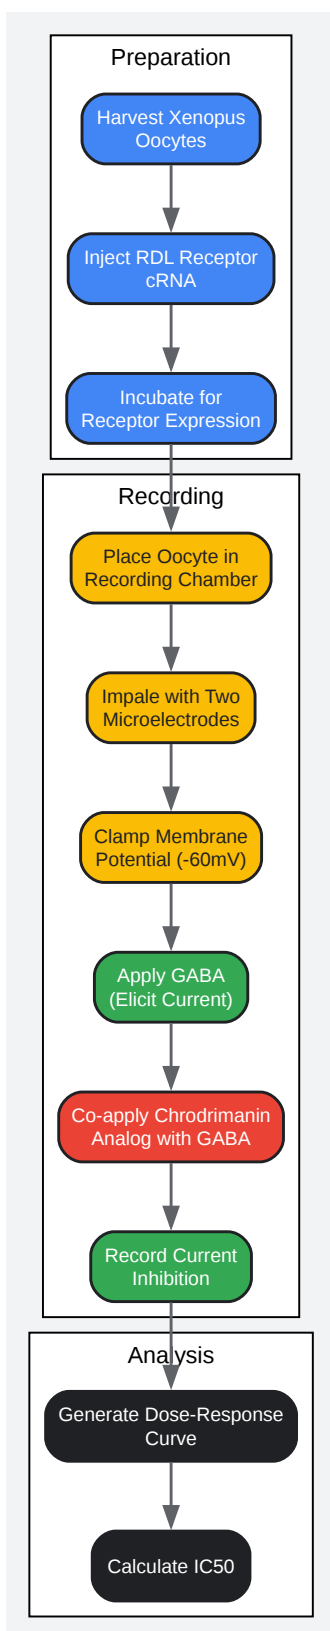 Preparation
Harvest Xenopus
Oocytes
Inject RDL Receptor
cRNA
Incubate for
Receptor Expression
Recording
Place Oocyte in
Recording Chamber
Impale with Two
Microelectrodes
Clamp Membrane
Potential (-60mV)
Apply GABA
(Elicit Current)
Co-apply Chrodrimanin
Analog with GABA
Record Current
Inhibition
Analysis
Generate Dose-Response
Curve
Calculate IC50